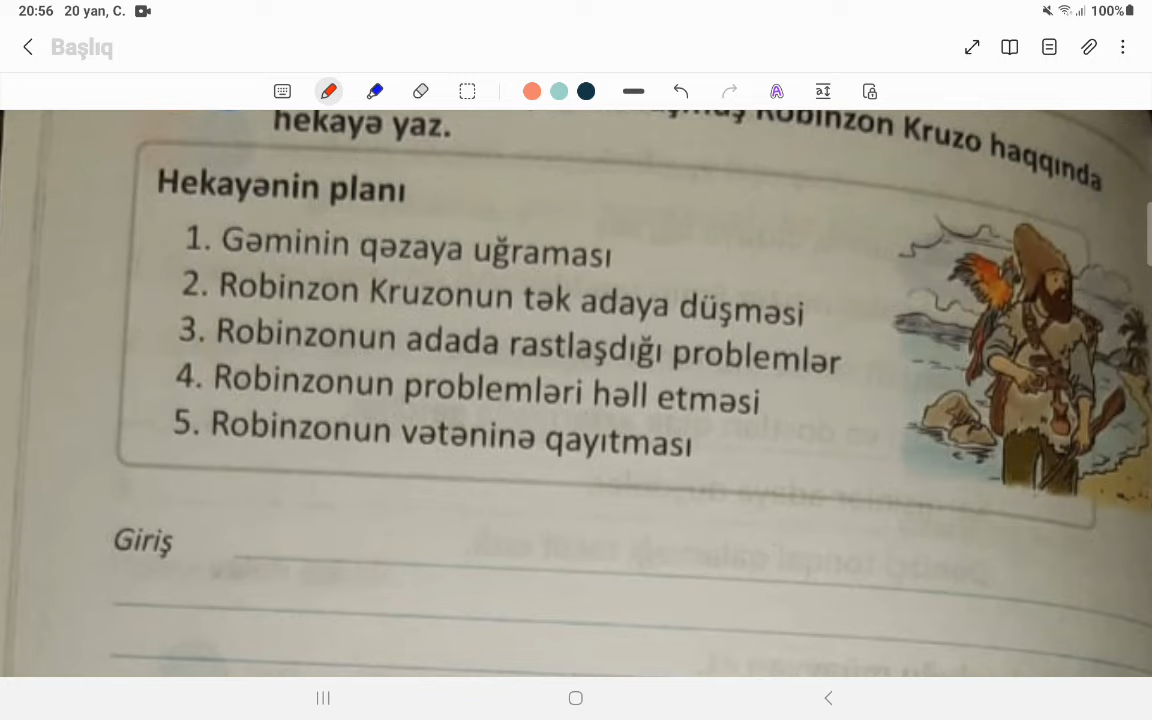 20:56 20 yan, C. 100%
Başlıq
Robinzon Kruzo haqqında
hekayə yaz.
Hekayənin planı
1. Gəminin qəzaya uğraması
2. Robinzon Kruzonun tək adaya düşməsi
3. Robinzonun adada rastlaşdığı problemlər
4. Robinzonun problemləri həll etməsi
5. Robinzonun vətəninə qayıtması
Giriş